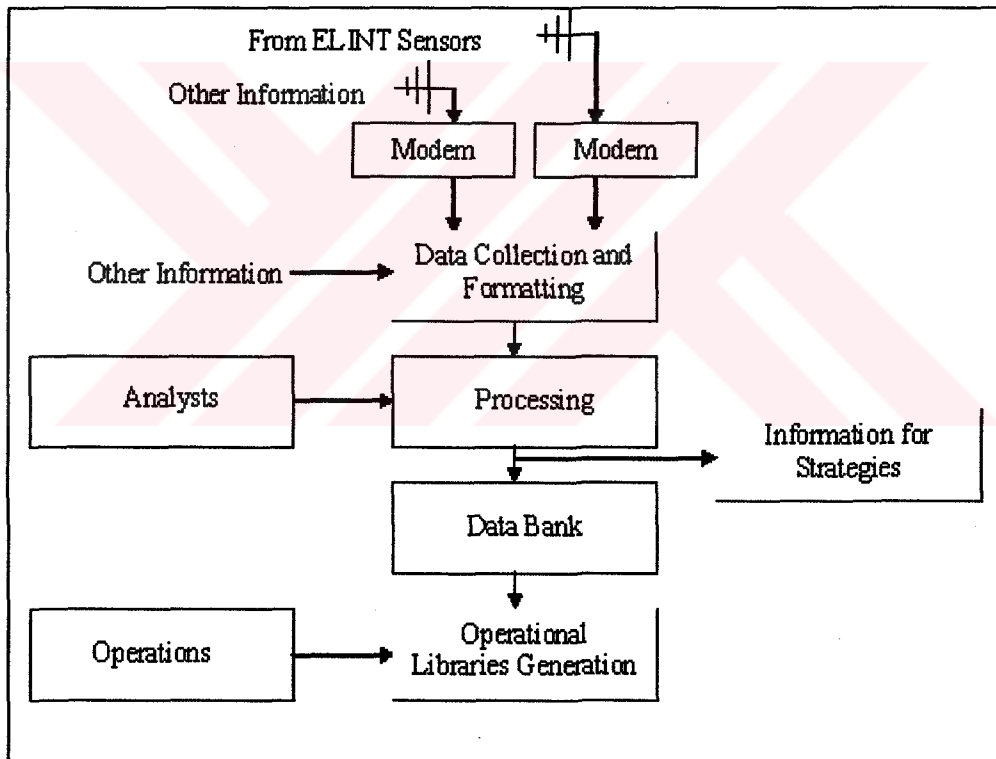 From ELINT Sensors
Other Information
Modem
Modem
Other Information
Data Collection and
Formatting
Analysts
Processing
Information for
Strategies
Data Bank
Operations
Operational
Libraries Generation